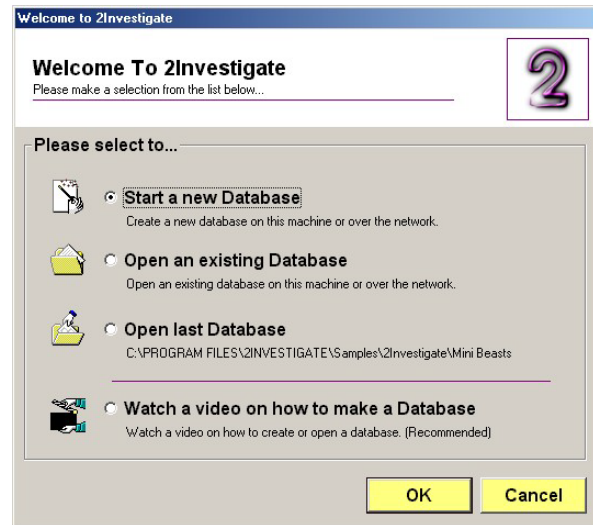 Welcome to 2Investigate
Welcome To 2Investigate
Please make a selection from the list below...
2
Please select to...
Start a new Database
Create a new database on this machine or over the network.
Open an existing Database
Open an existing database on this machine or over the network.
Open last Database
C:\PROGRAM FILES\2INVESTIGATE\Samples\2Investigate\Mini Beasts
Watch a video on how to make a Database
Watch a video on how to create or open a database. (Recommended)
OK
Cancel